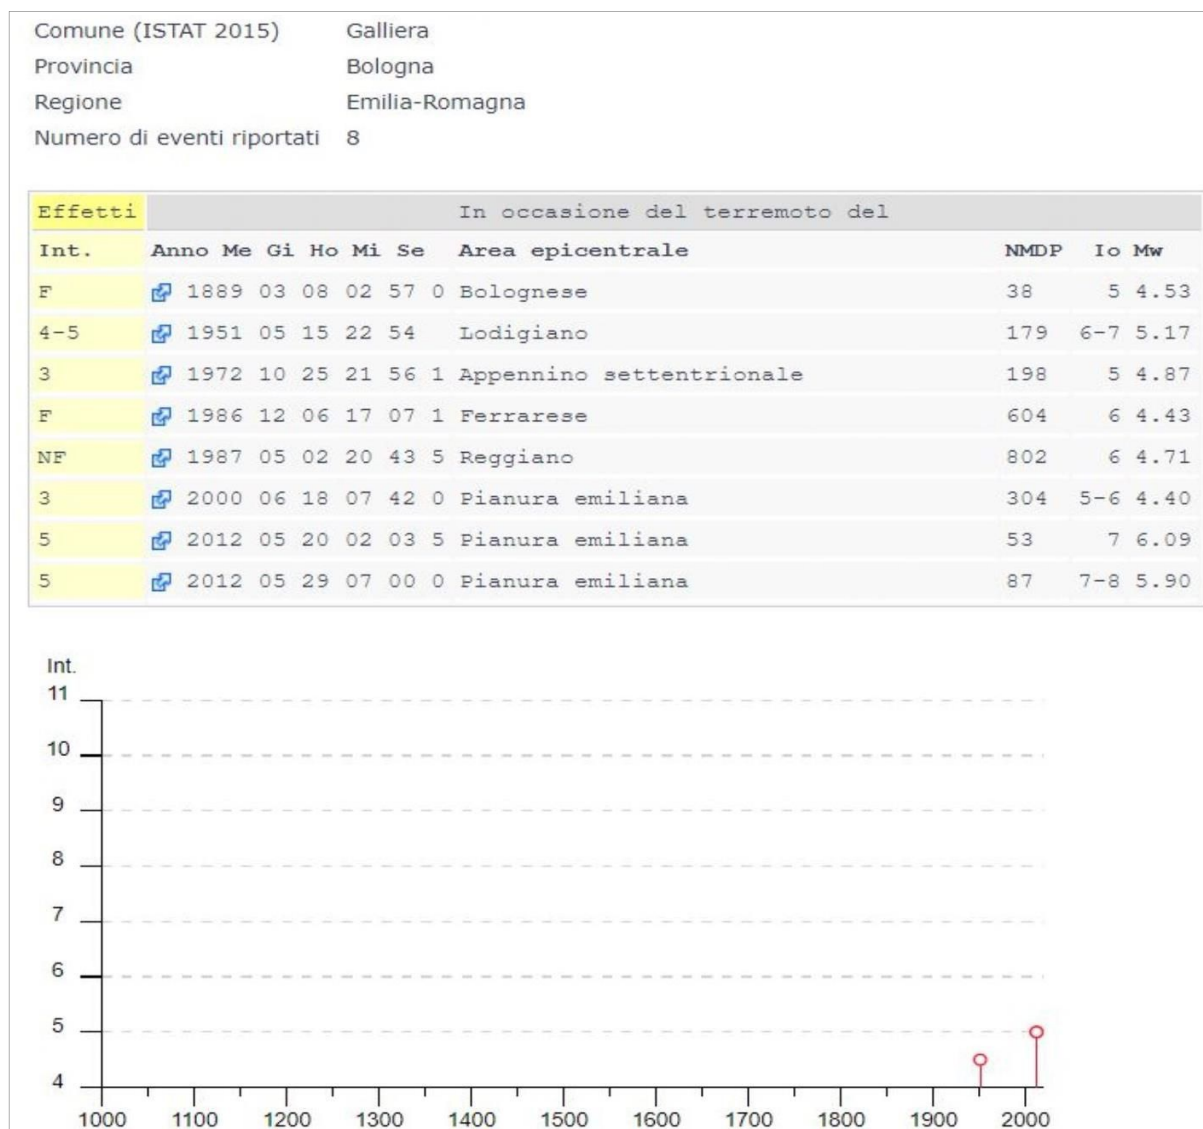 Comune (ISTAT 2015) Galliera
Provincia Bologna
Regione Emilia-Romagna
Numero di eventi riportati 8
Effetti In occasione del terremoto del
Int. Anno Me Gi Ho Mi Se Area epicentrale NMDP Io Mw
F 1889 03 08 02 57 0 Bolognese 38 5 4.53
4-5 1951 05 15 22 54 Lodigiano 179 6-7 5.17
3 1972 10 25 21 56 1 Appennino settentrionale 198 5 4.87
F 1986 12 06 17 07 1 Ferrarese 604 6 4.43
NF 1987 05 02 20 43 5 Reggiano 802 6 4.71
3 2000 06 18 07 42 0 Pianura emiliana 304 5-6 4.40
5 2012 05 20 02 03 5 Pianura emiliana 53 7 6.09
5 2012 05 29 07 00 0 Pianura emiliana 87 7-8 5.90
Int.
11
10
9
8
7
6
5
4
1000 1100 1200 1300 1400 1500 1600 1700 1800 1900 2000